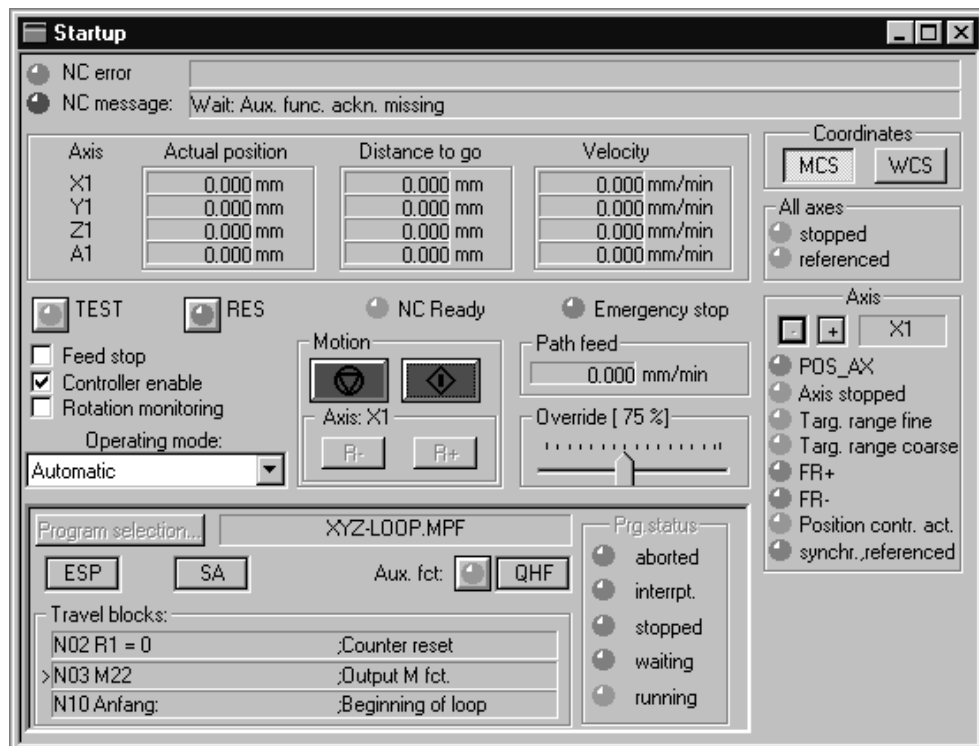 Startup
NC error
NC message: Wait: Aux. func. ackn. missing
Axis Actual position Distance to go Velocity
X1 0.000 mm 0.000 mm 0.000 mm/min
Y1 0.000 mm 0.000 mm 0.000 mm/min
Z1 0.000 mm 0.000 mm 0.000 mm/min
A1 0.000 mm 0.000 mm 0.000 mm/min
Coordinates
MCS WCS
All axes
stopped
referenced
TEST RES NC Ready Emergency stop
Feed stop
Controller enable
Rotation monitoring
Operating mode:
Automatic
Motion
Axis: X1
R- R+
Path feed
0.000 mm/min
Override [ 75 %]
Axis
- + X1
POS_AX
Axis stopped
Targ. range fine
Targ. range coarse
FR+
FR-
Position contr. act.
synchr.,referenced
Program selection... XYZ-LOOP.MPF
ESP SA Aux. fct: QHF
Travel blocks:
N02 R1 = 0 ;Counter reset
>N03 M22 ;Output M fct.
N10 Anfang: ;Beginning of loop
Prg.status
aborted
interrpt.
stopped
waiting
running